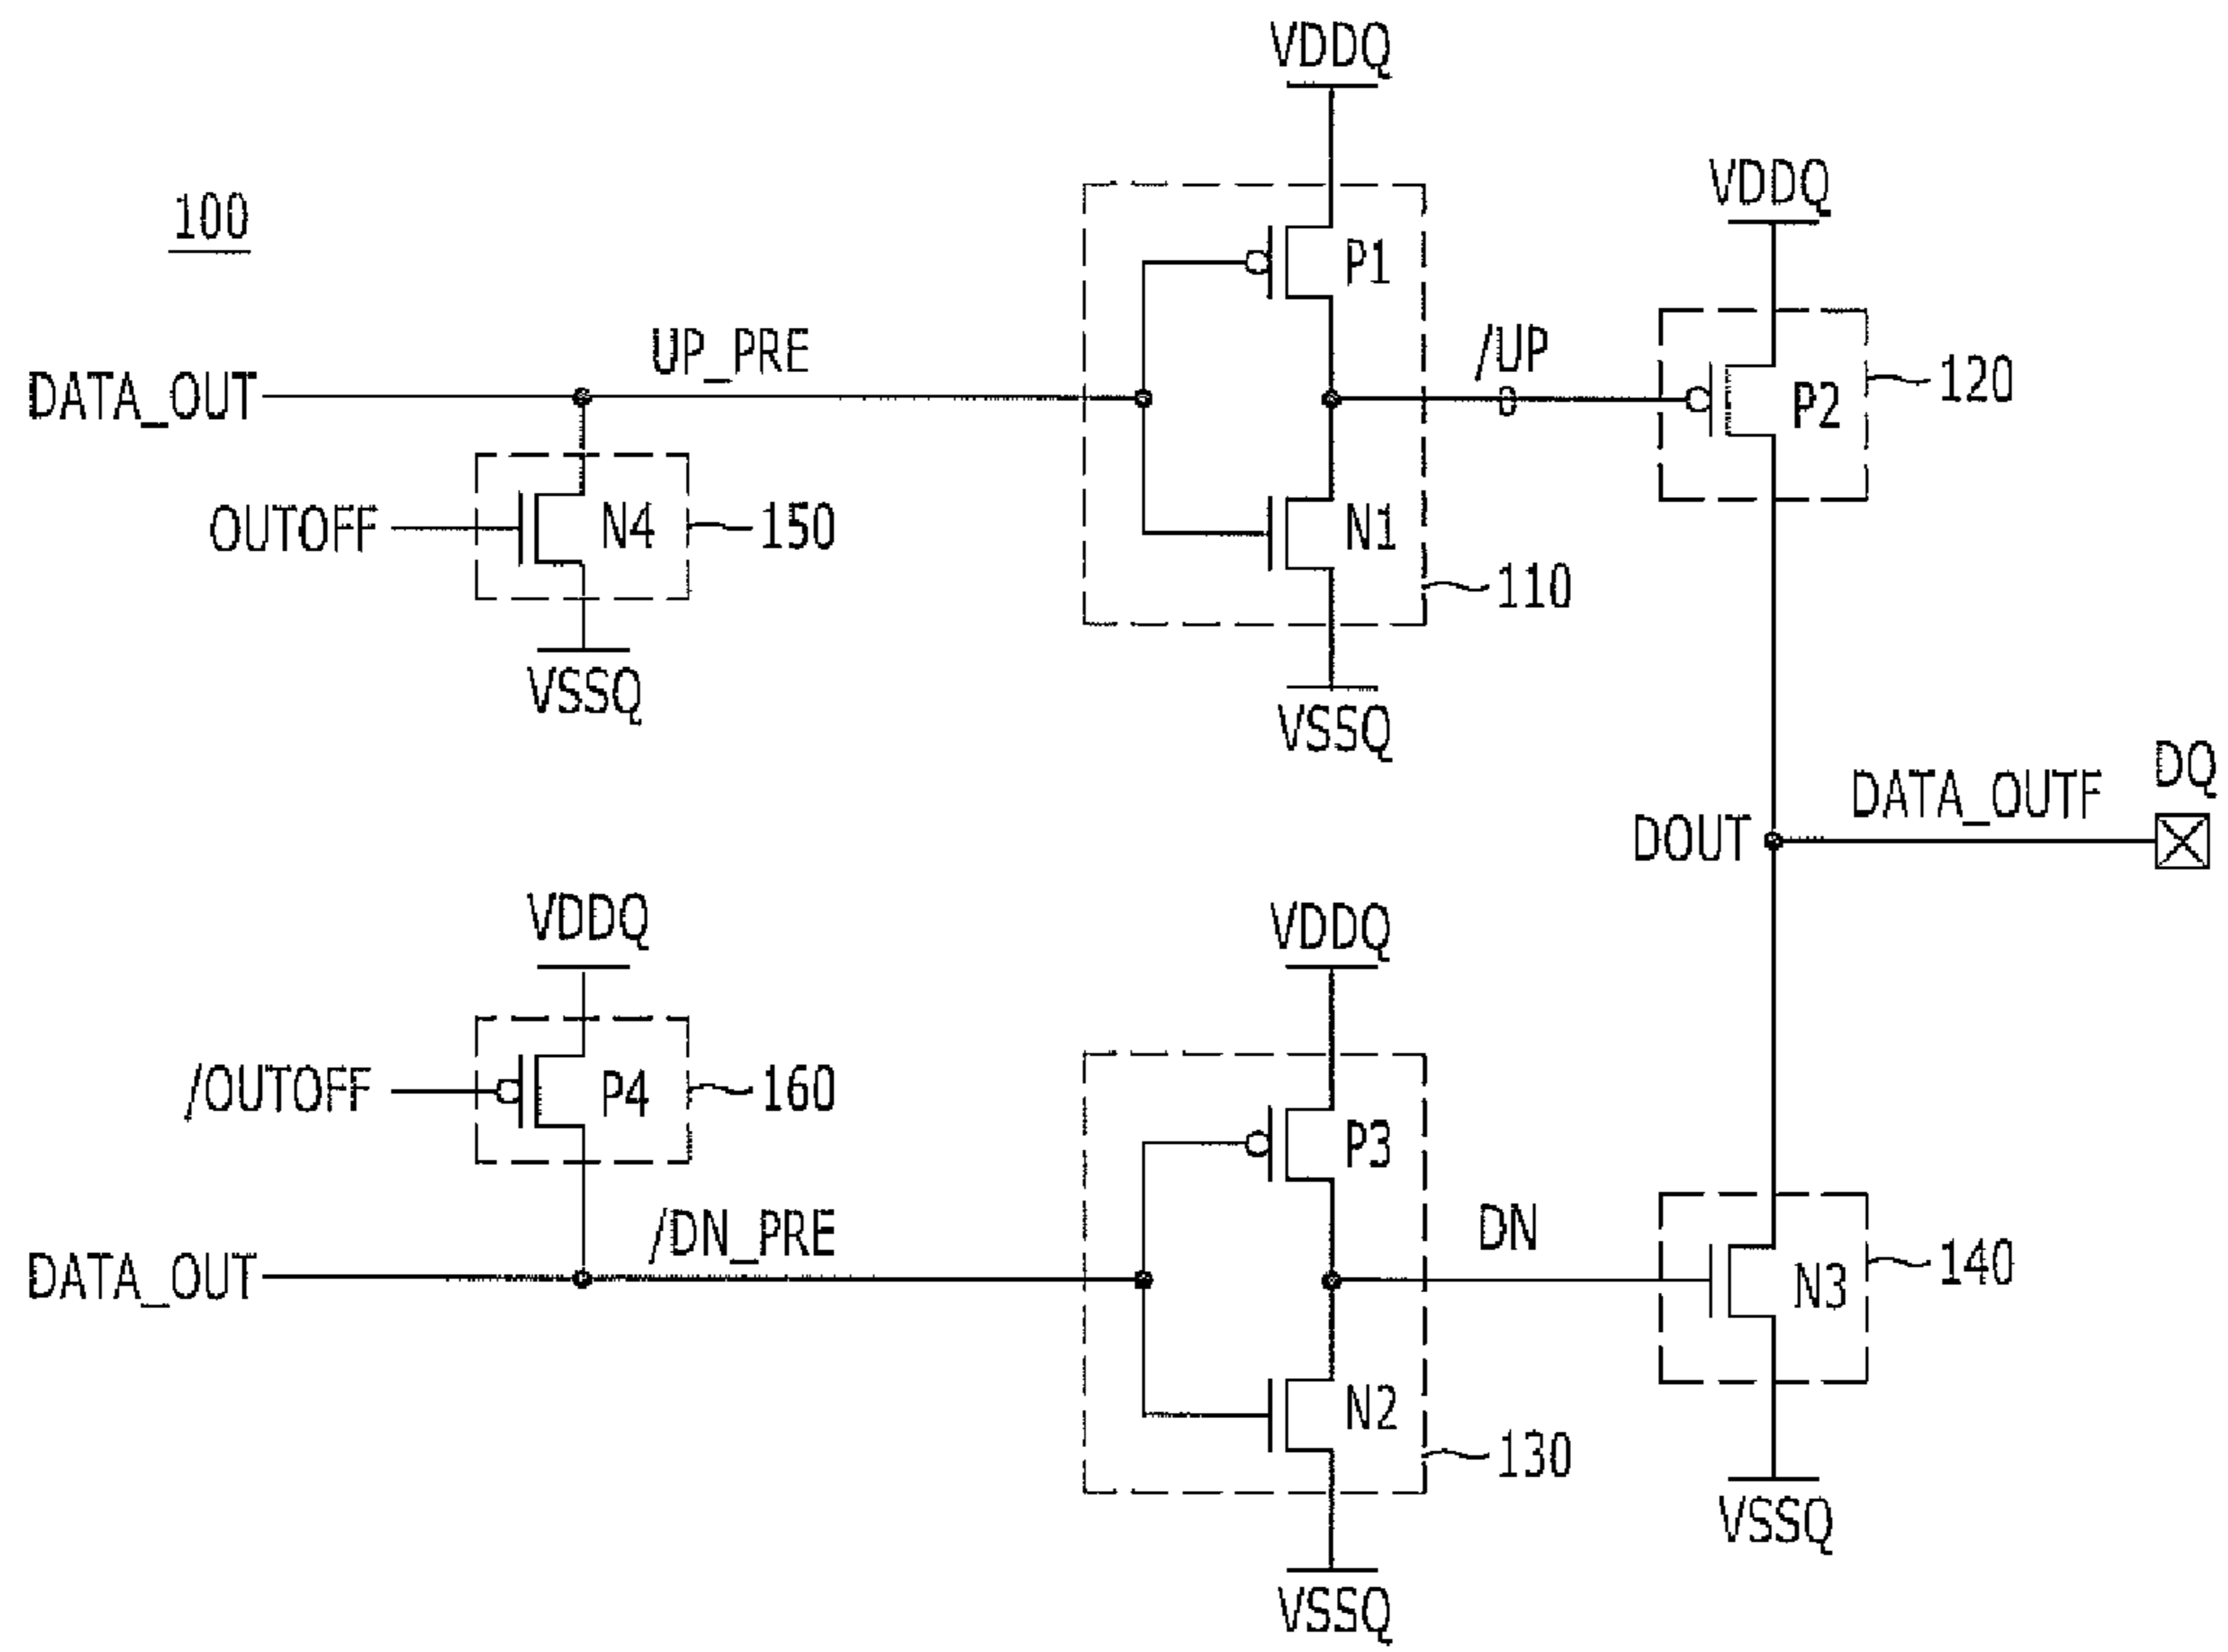 VDDQ
100
VDDQ
P1
UP_PRE
/UP
DATA_OUT
P2
120
OUTOFF
N4
150
N1
110
VSSQ
VSSQ
DQ
DATA_OUTF
DOUT
VDDQ
VDDQ
/OUTOFF
P4
160
P3
/DN_PRE
DN
DATA_OUT
N3
140
N2
130
VSSQ
VSSQ